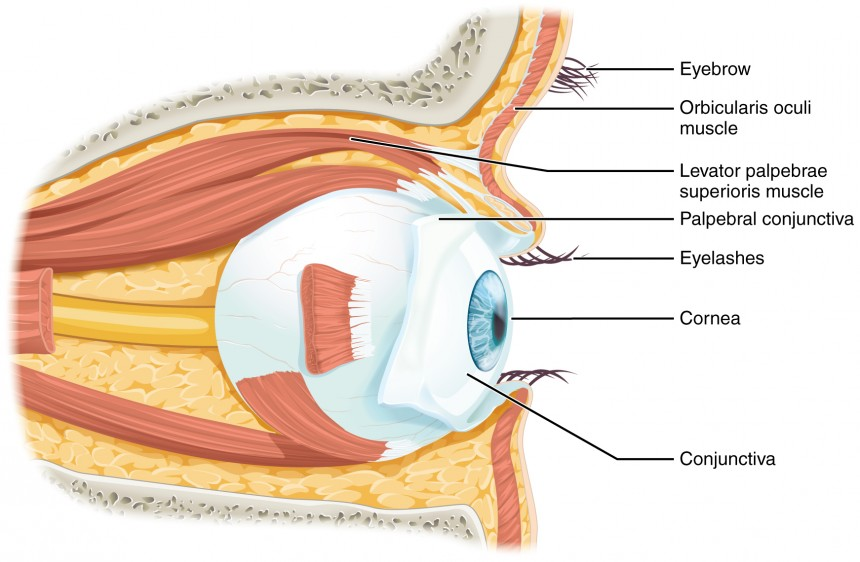 Eyebrow
Orbicularis oculi
muscle
Levator palpebrae
superioris muscle
Palpebral conjunctiva
Eyelashes
Cornea
Conjunctiva